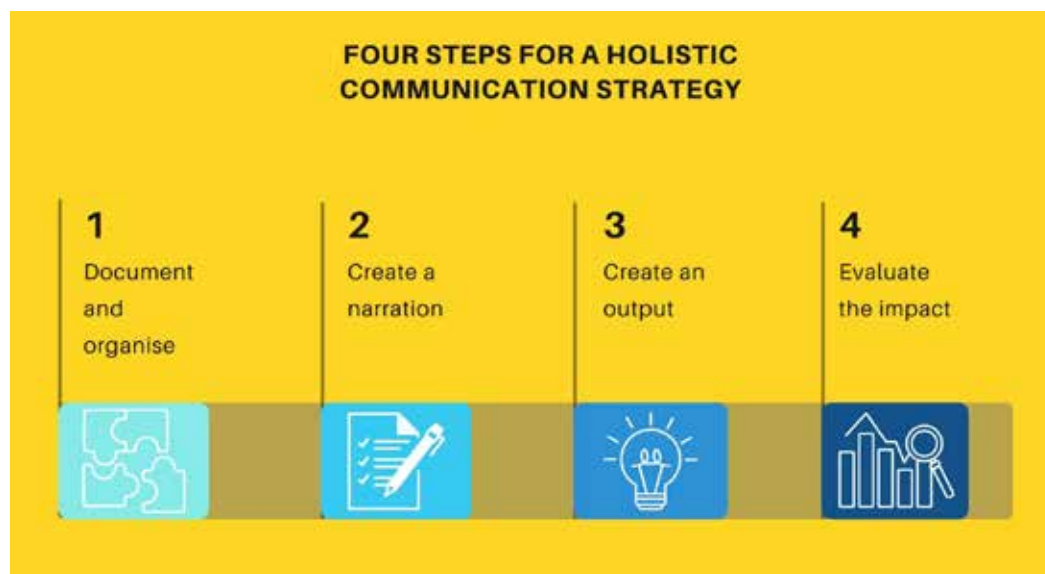 FOUR STEPS FOR A HOLISTIC
COMMUNICATION STRATEGY
1
Document
and
organise
2
Create a
narration
3
Create an
output
4
Evaluate
the impact